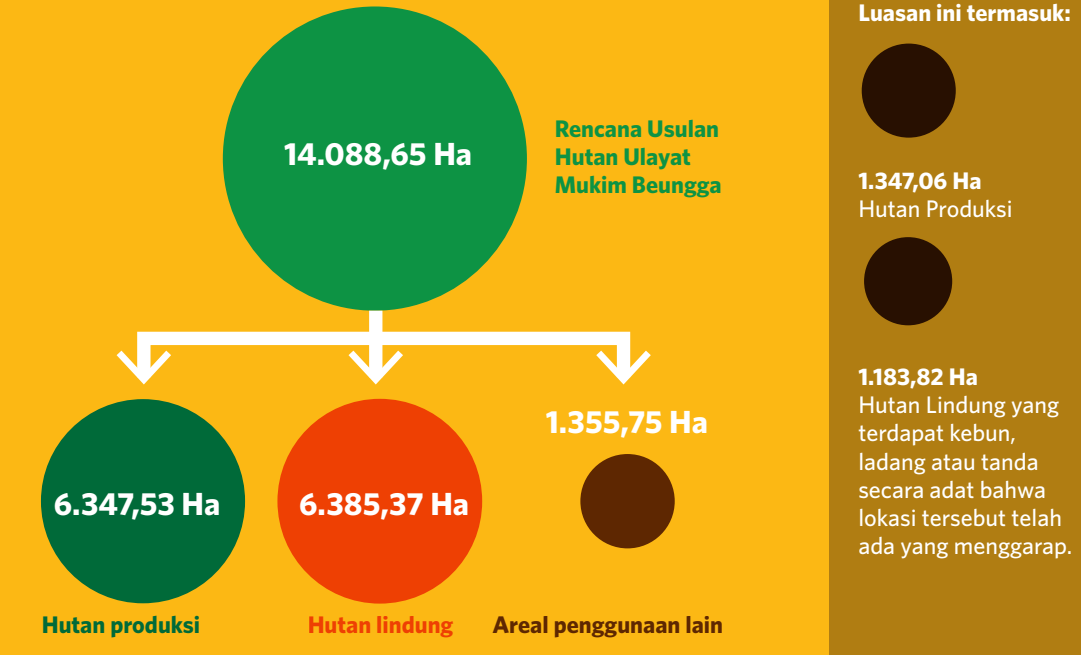 14.088,65 Ha
Rencana Usulan
Hutan Ulayat
Mukim Beungga
6.347,53 Ha
6.385,37 Ha
1.355,75 Ha
Hutan produksi
Hutan lindung
Areal penggunaan lain
Luasan ini termasuk:
1.347,06 Ha
Hutan Produksi
1.183,82 Ha
Hutan Lindung yang
terdapat kebun,
ladang atau tanda
secara adat bahwa
lokasi tersebut telah
ada yang menggarap.